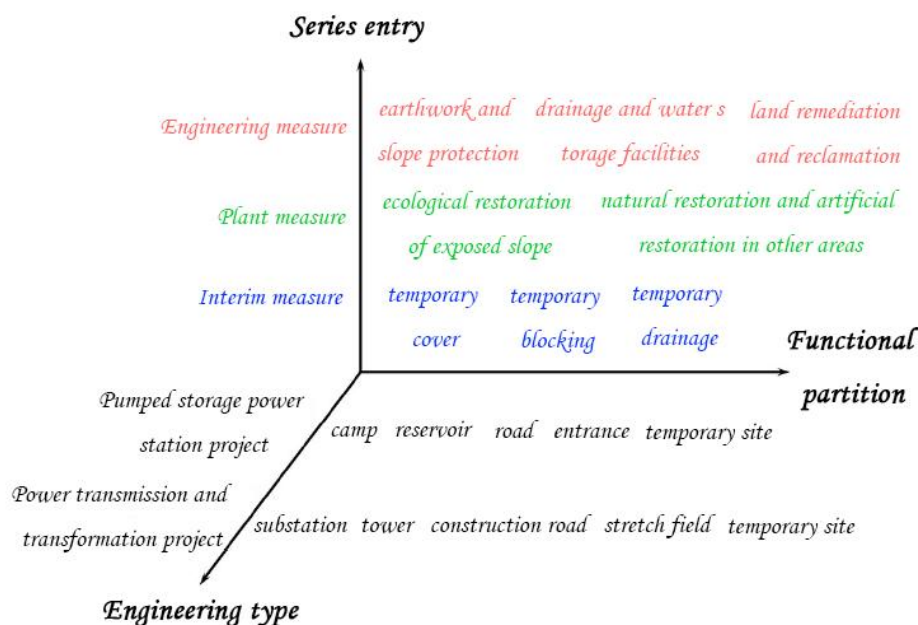 Series entry
Engineering measure
earthwork and
slope protection
drainage and water s
torage facilities
land remediation
and reclamation
Plant measure
ecological restoration
of exposed slope
natural restoration and artificial
restoration in other areas
Interim measure
temporary
cover
temporary
blocking
temporary
drainage
Functional
partition
Pumped storage power
station project
camp reservoir road entrance temporary site
Power transmission and
transformation project
substation tower construction road stretch field temporary site
Engineering type